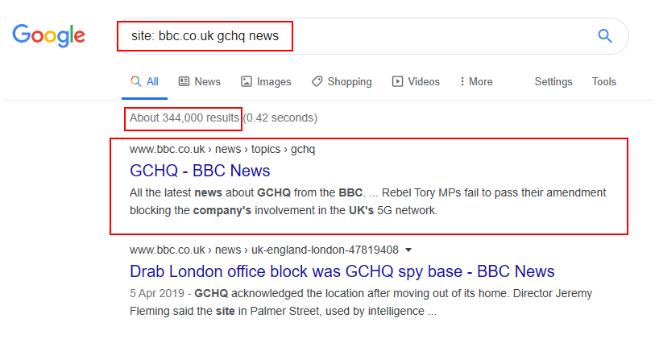 Google
site: bbc.co.uk gchq news
All News Images Shopping Videos More Settings Tools
About 344,000 results (0.42 seconds)
www.bbc.co.uk › news › topics › gchq
GCHQ - BBC News
All the latest news about GCHQ from the BBC. ... Rebel Tory MPs fail to pass their amendment
blocking the company's involvement in the UK's 5G network.
www.bbc.co.uk › news › uk-england-london-47819408
Drab London office block was GCHQ spy base - BBC News
5 Apr 2019 - GCHQ acknowledged the location after moving out of its home. Director Jeremy
Fleming said the site in Palmer Street, used by intelligence ...